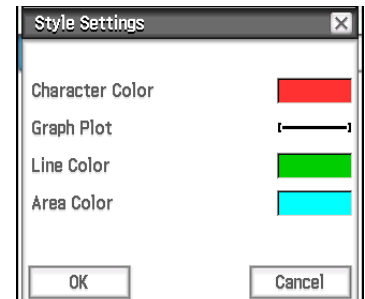 Style Settings
Character Color
Graph Plot
Line Color
Area Color
OK Cancel